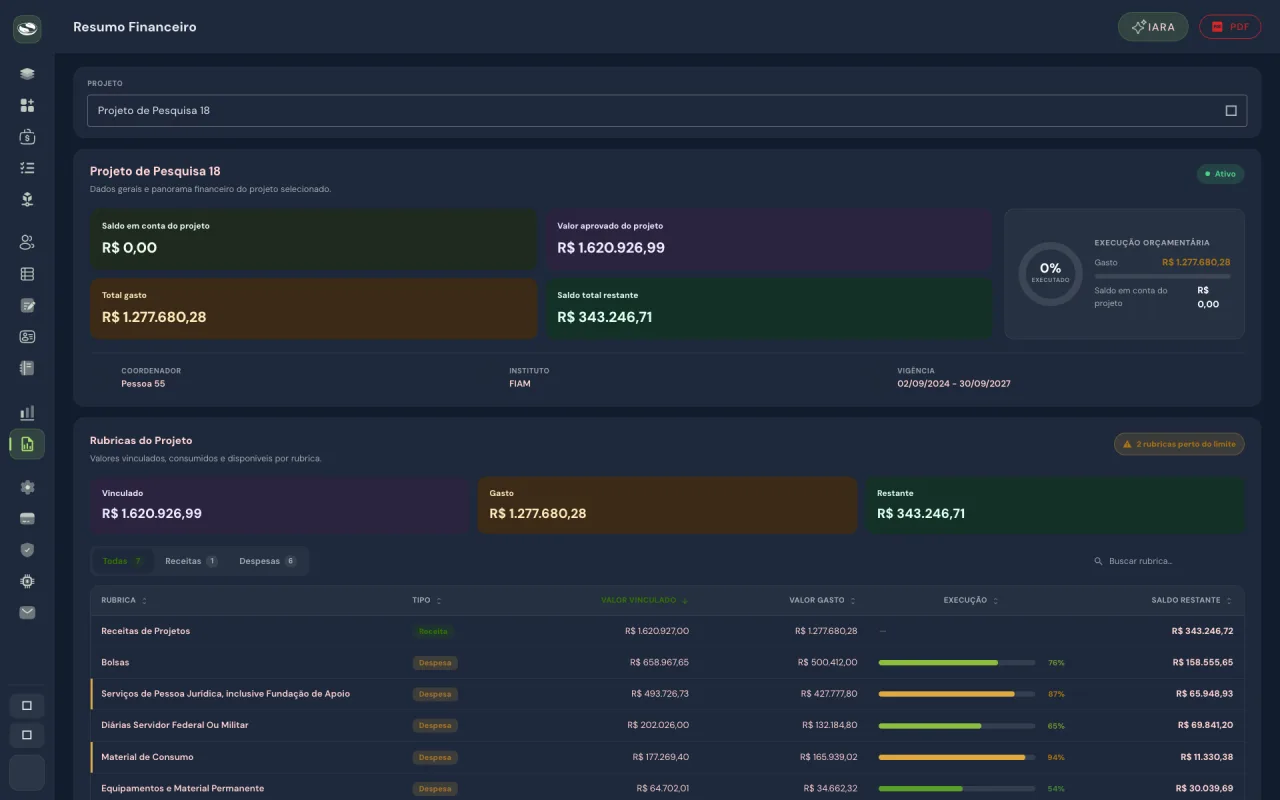 Resumo Financeiro
IARA
PDF
PROJETO
Projeto de Pesquisa 18
Projeto de Pesquisa 18
Dados gerais e panorama financeiro do projeto selecionado.
Ativo
Saldo em conta do projeto
R$ 0,00
Valor aprovado do projeto
R$ 1.620.926,99
Total gasto
R$ 1.277.680,28
Saldo total restante
R$ 343.246,71
0%
EXECUTADO
EXECUÇÃO ORÇAMENTÁRIA
Gasto R$ 1.277.680,28
Saldo em conta do projeto R$ 0,00
COORDENADOR
Pessoa 55
INSTITUTO
FIAM
VIGÊNCIA
02/09/2024 - 30/09/2027
Rubricas do Projeto
Valores vinculados, consumidos e disponíveis por rubrica.
2 rubricas perto do limite
Vinculado
R$ 1.620.926,99
Gasto
R$ 1.277.680,28
Restante
R$ 343.246,71
Todas 7 Receitas 1 Despesas 6
Buscar rubrica...
RUBRICA TIPO VALOR VINCULADO VALOR GASTO EXECUÇÃO SALDO RESTANTE
Receitas de Projetos Receita R$ 1.620.927,00 R$ 1.277.680,28 — R$ 343.246,72
Bolsas Despesa R$ 658.967,65 R$ 500.412,00 76% R$ 158.555,65
Serviços de Pessoa Jurídica, inclusive Fundação de Apoio Despesa R$ 493.726,73 R$ 427.777,80 87% R$ 65.948,93
Diárias Servidor Federal Ou Militar Despesa R$ 202.026,00 R$ 132.184,80 65% R$ 69.841,20
Material de Consumo Despesa R$ 177.269,40 R$ 165.939,02 94% R$ 11.330,38
Equipamentos e Material Permanente Despesa R$ 64.702,01 R$ 34.662,32 54% R$ 30.039,69